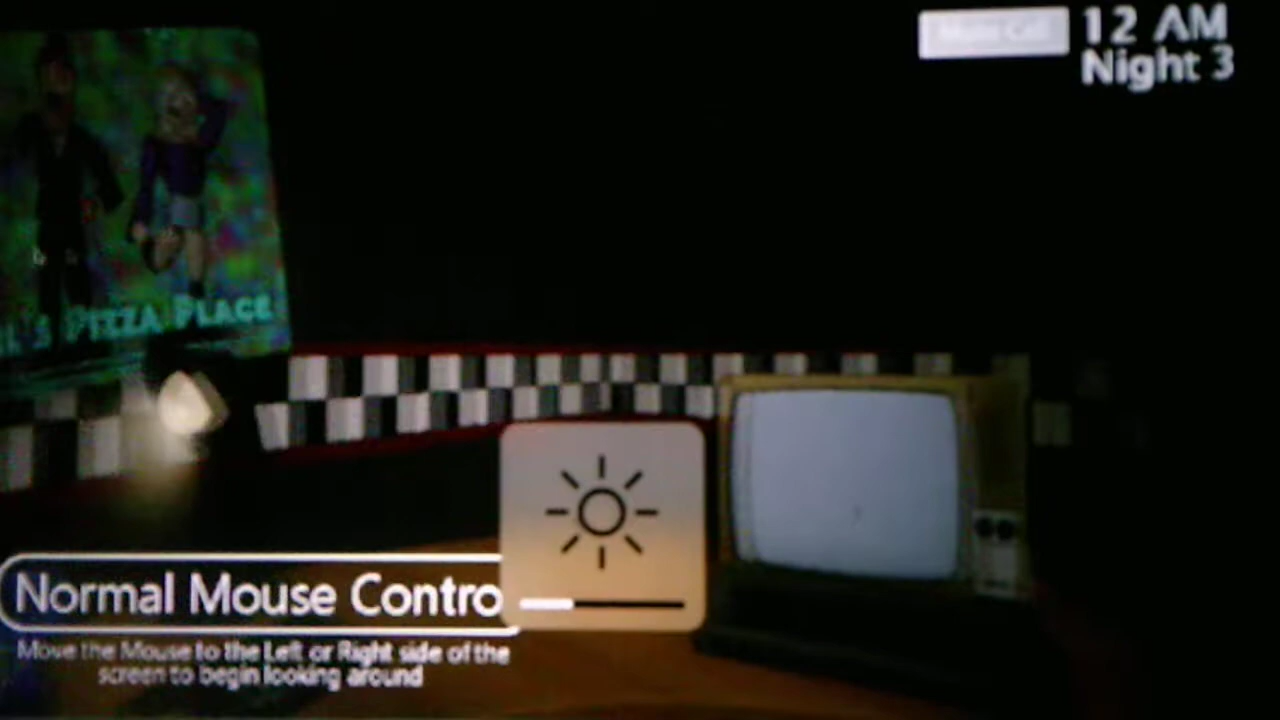 12 AM
Night 3
Pizza Place
Normal Mouse Contro
Move the Mouse to the Left or Right side of the
screen to begin looking around